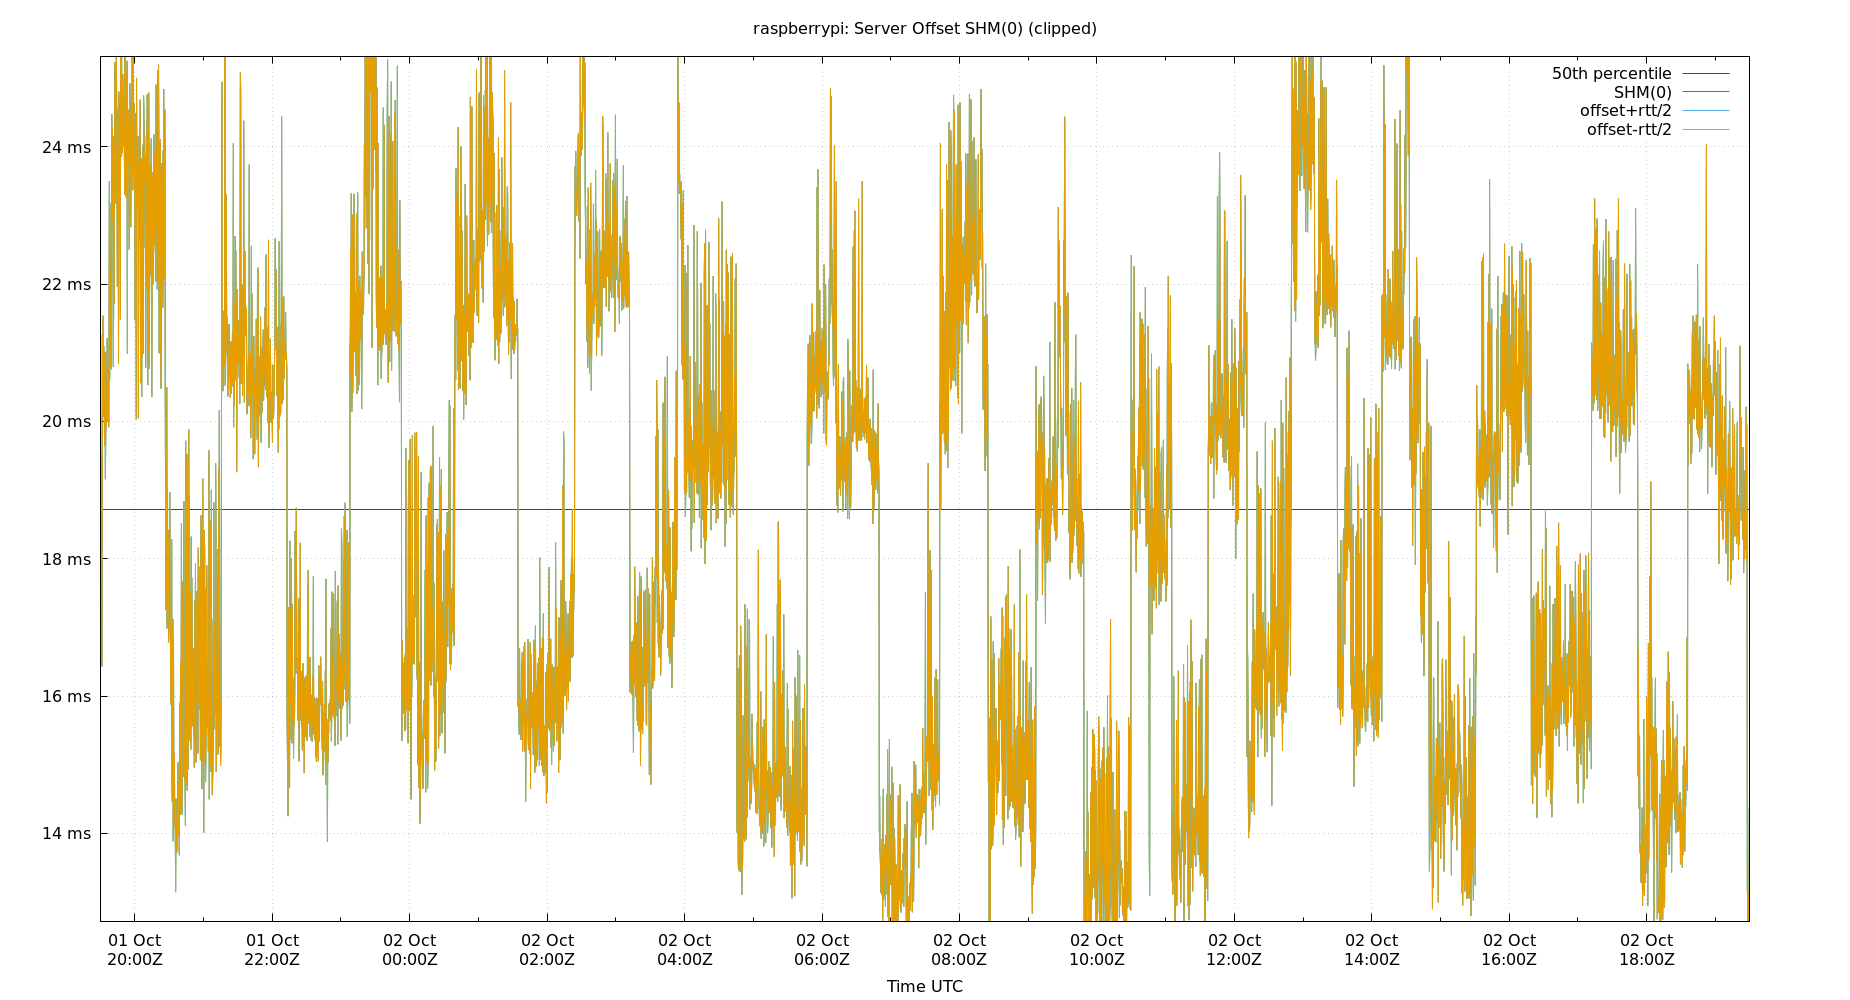 raspberrypi: Server Offset SHM(0) (clipped)
50th percentile
SHM(0)
offset+rtt/2
offset-rtt/2
24 ms
22 ms
20 ms
18 ms
16 ms
14 ms
01 Oct 01 Oct 02 Oct 02 Oct 02 Oct 02 Oct 02 Oct 02 Oct 02 Oct 02 Oct 02 Oct 02 Oct
20:00Z 22:00Z 00:00Z 02:00Z 04:00Z 06:00Z 08:00Z 10:00Z 12:00Z 14:00Z 16:00Z 18:00Z
Time UTC